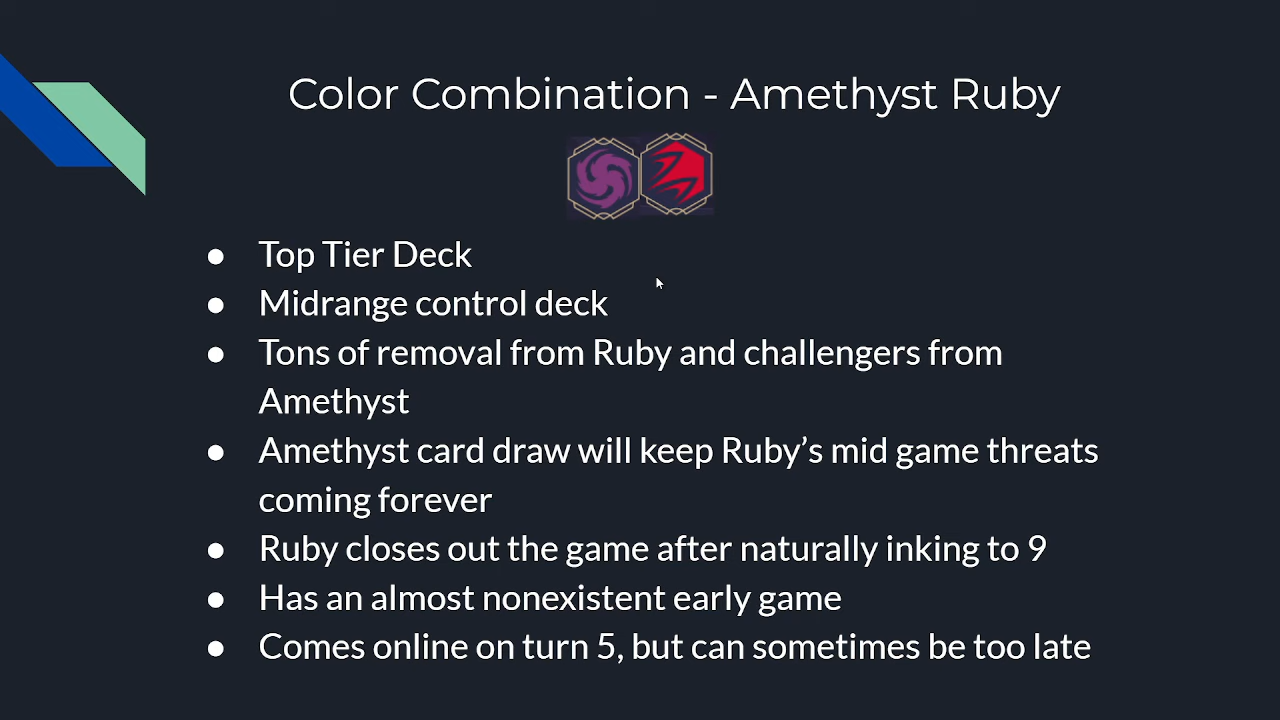 Color Combination - Amethyst Ruby
● Top Tier Deck
● Midrange control deck
● Tons of removal from Ruby and challengers from
Amethyst
● Amethyst card draw will keep Ruby’s mid game threats
coming forever
● Ruby closes out the game after naturally inking to 9
● Has an almost nonexistent early game
● Comes online on turn 5, but can sometimes be too late